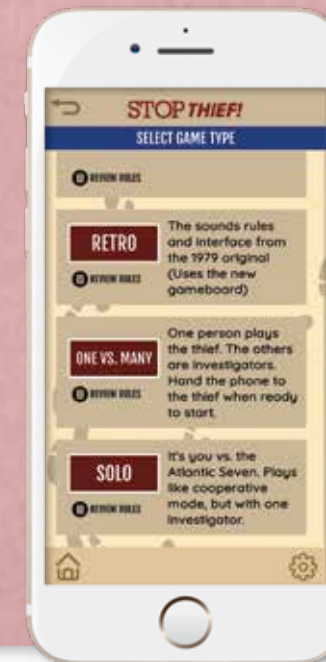 STOP THIEF!
SELECT GAME TYPE
REVIEW RULES
RETRO
REVIEW RULES
The sounds rules
and interface from
the 1979 original
(Uses the new
gameboard)
ONE VS. MANY
REVIEW RULES
One person plays
the thief. The others
are investigators.
Hand the phone to
the thief when ready
to start.
SOLO
REVIEW RULES
It's you vs. the
Atlantic Seven. Plays
like cooperative
mode, but with one
investigator.